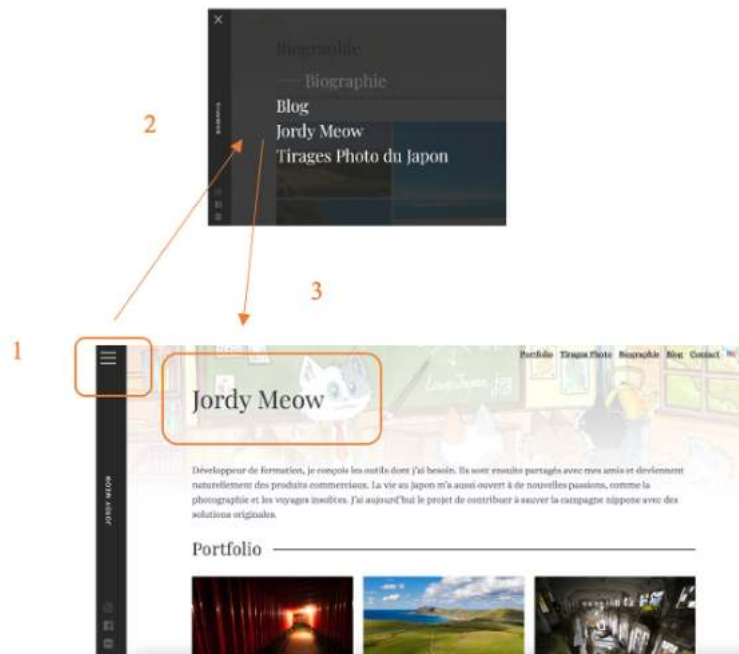 Biographie
Biographie
Blog
Jordy Meow
Tirages Photo du Japon
2
3
1
Portfolio Tirages Photo Biographie Blog Contact
LoveJapan.jpg
Jordy Meow
Développeur de formation, je conçois les outils dont j'ai besoin. Ils sont ensuite partagés avec mes amis et deviennent
naturellement des produits commerciaux. La vie au Japon m'a aussi ouvert à de nouvelles passions, comme la
photographie et les voyages insolites. J'ai aujourd'hui le projet de contribuer à sauver la campagne nippone avec des
solutions originales.
JORDY MEOW
Portfolio